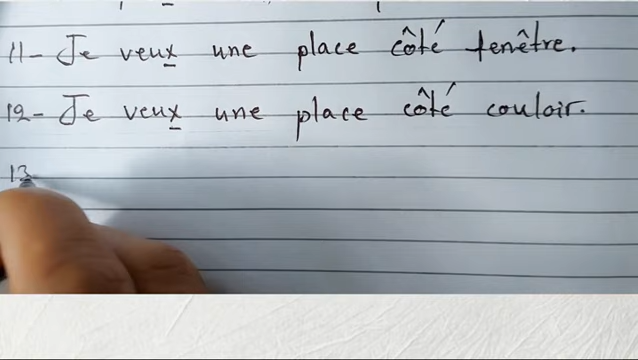 11- Je veux une place côté fenêtre.
12- Je veux une place côté couloir.
13-